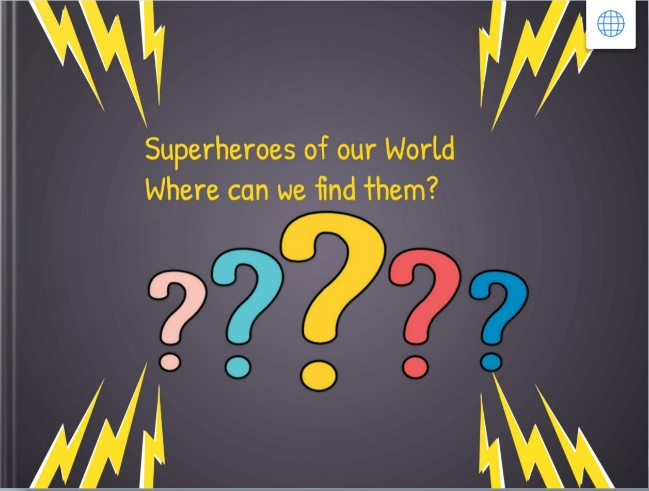 Superheroes of our World
Where can we find them?
?????